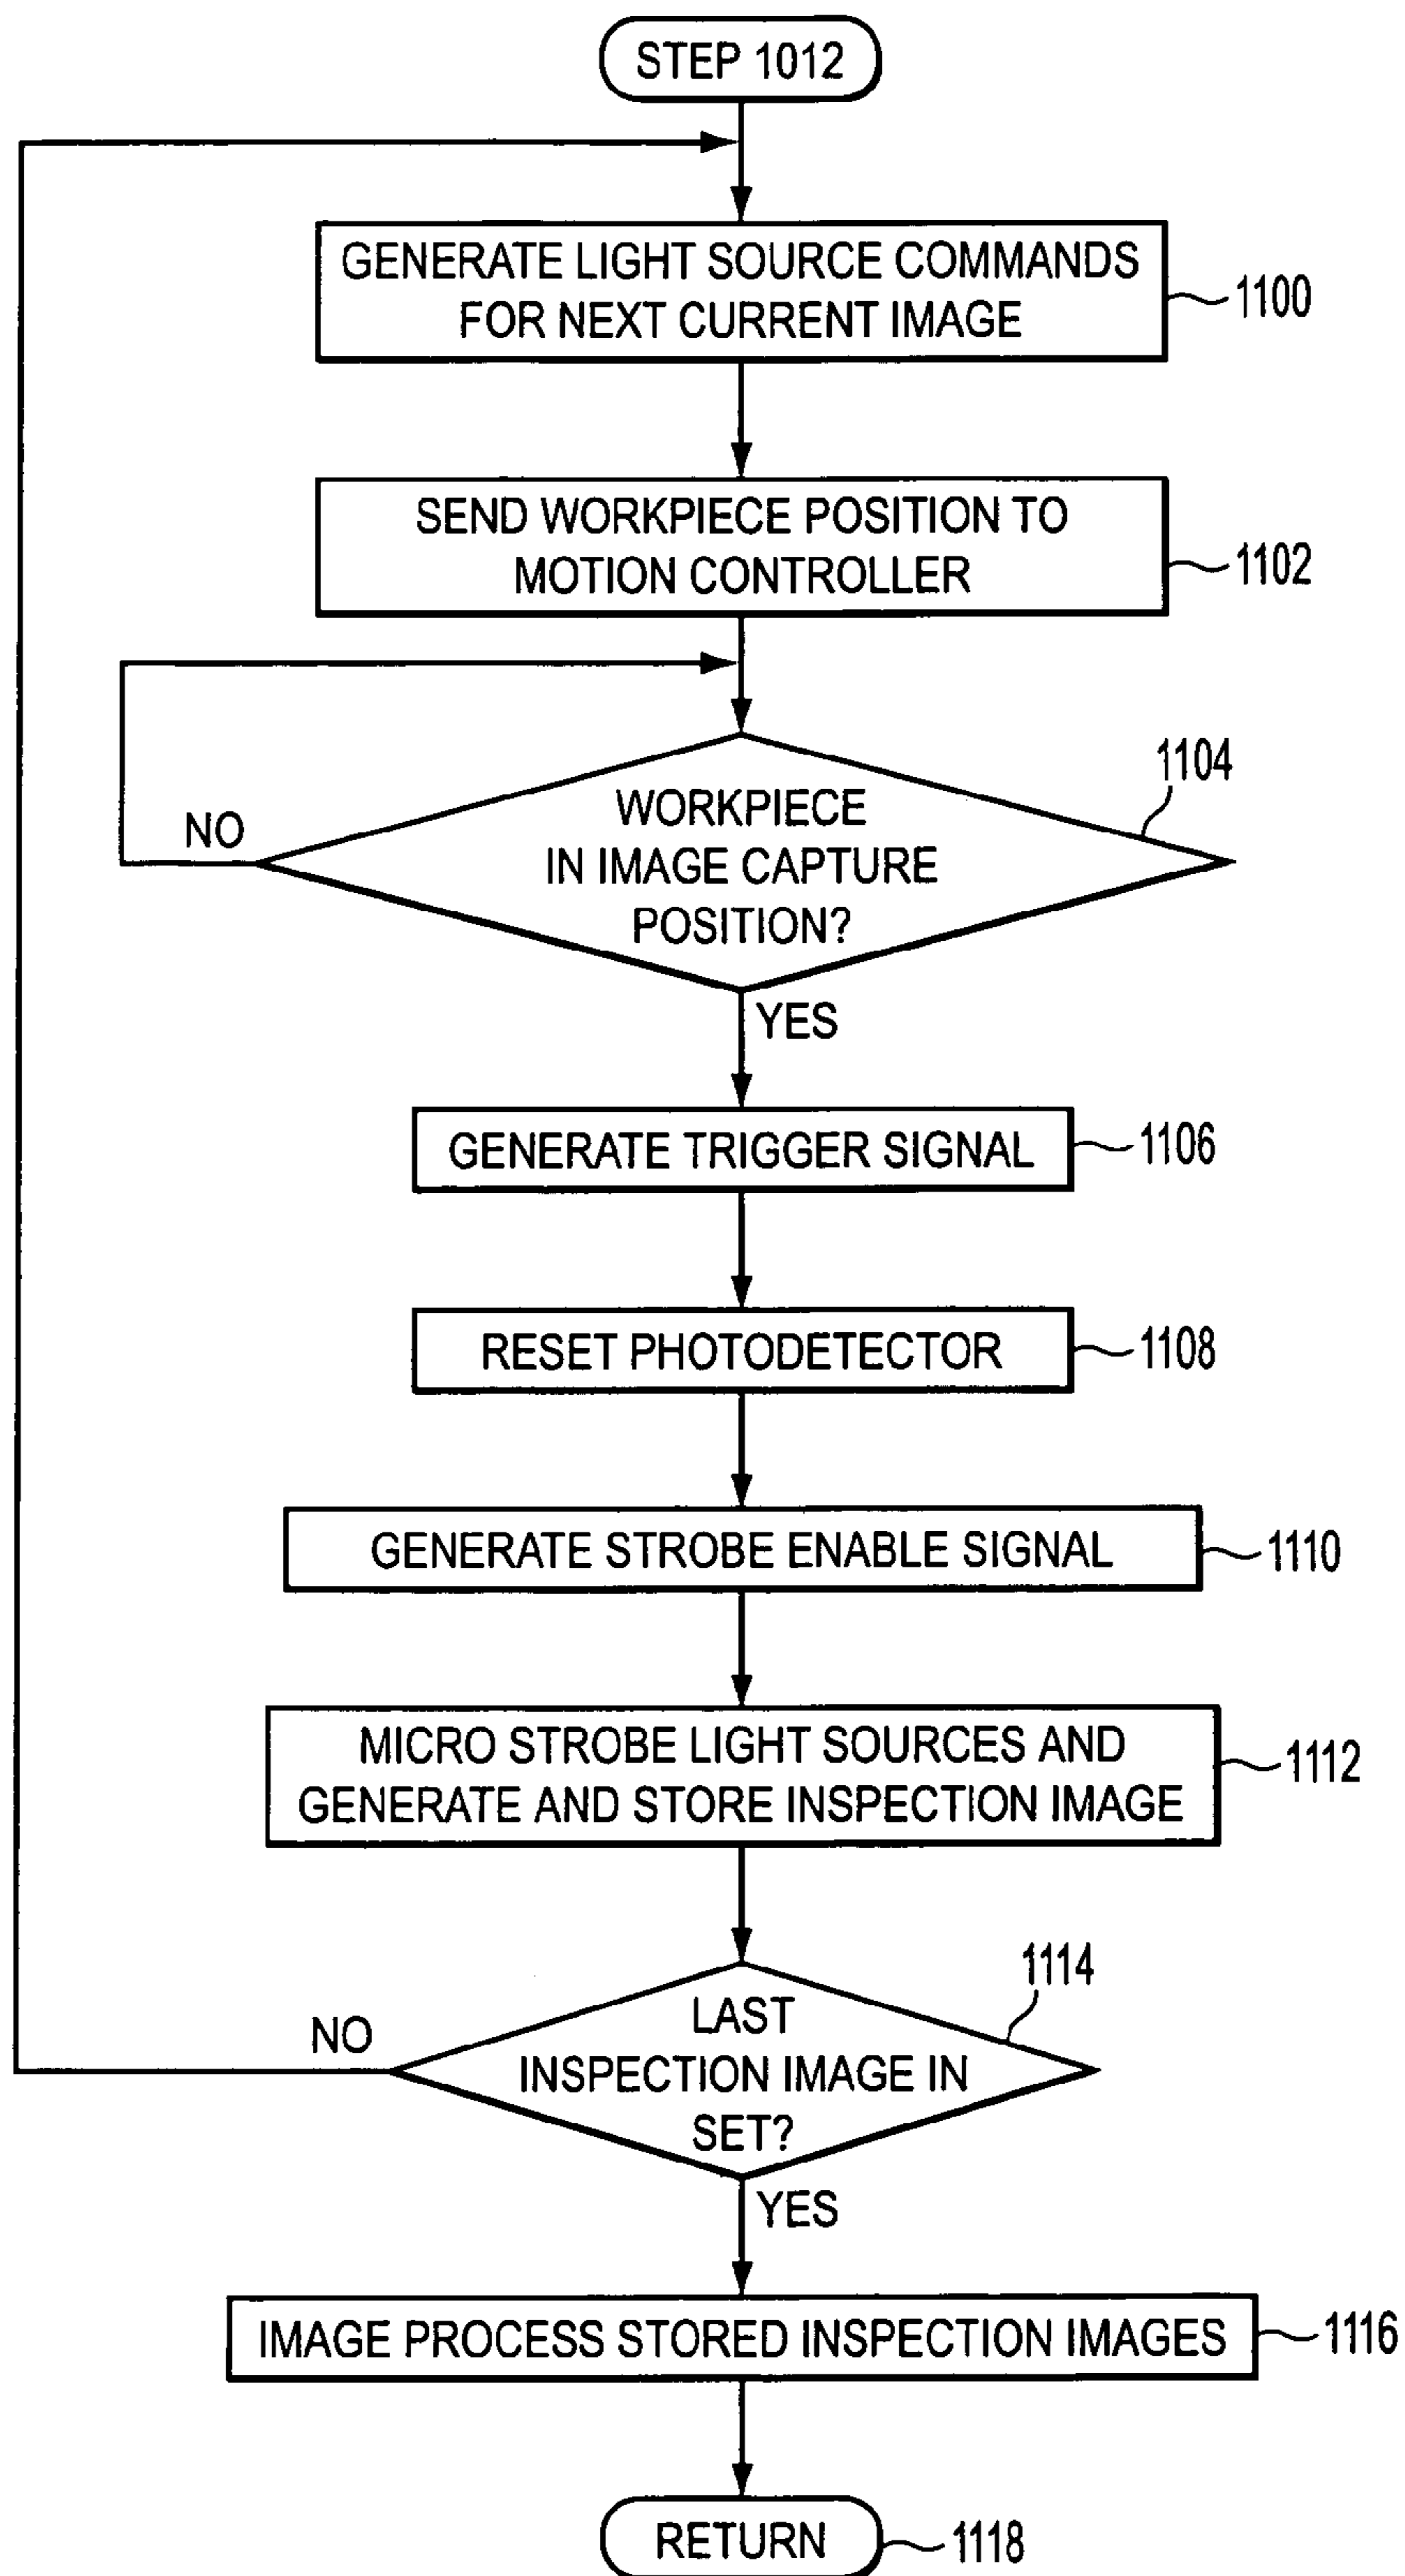 STEP 1012
GENERATE LIGHT SOURCE COMMANDS
FOR NEXT CURRENT IMAGE
1100
SEND WORKPIECE POSITION TO
MOTION CONTROLLER
1102
1104
WORKPIECE
IN IMAGE CAPTURE
POSITION?
NO
YES
GENERATE TRIGGER SIGNAL
1106
RESET PHOTODETECTOR
1108
GENERATE STROBE ENABLE SIGNAL
1110
MICRO STROBE LIGHT SOURCES AND
GENERATE AND STORE INSPECTION IMAGE
1112
1114
LAST
INSPECTION IMAGE IN
SET?
NO
YES
IMAGE PROCESS STORED INSPECTION IMAGES
1116
RETURN
1118